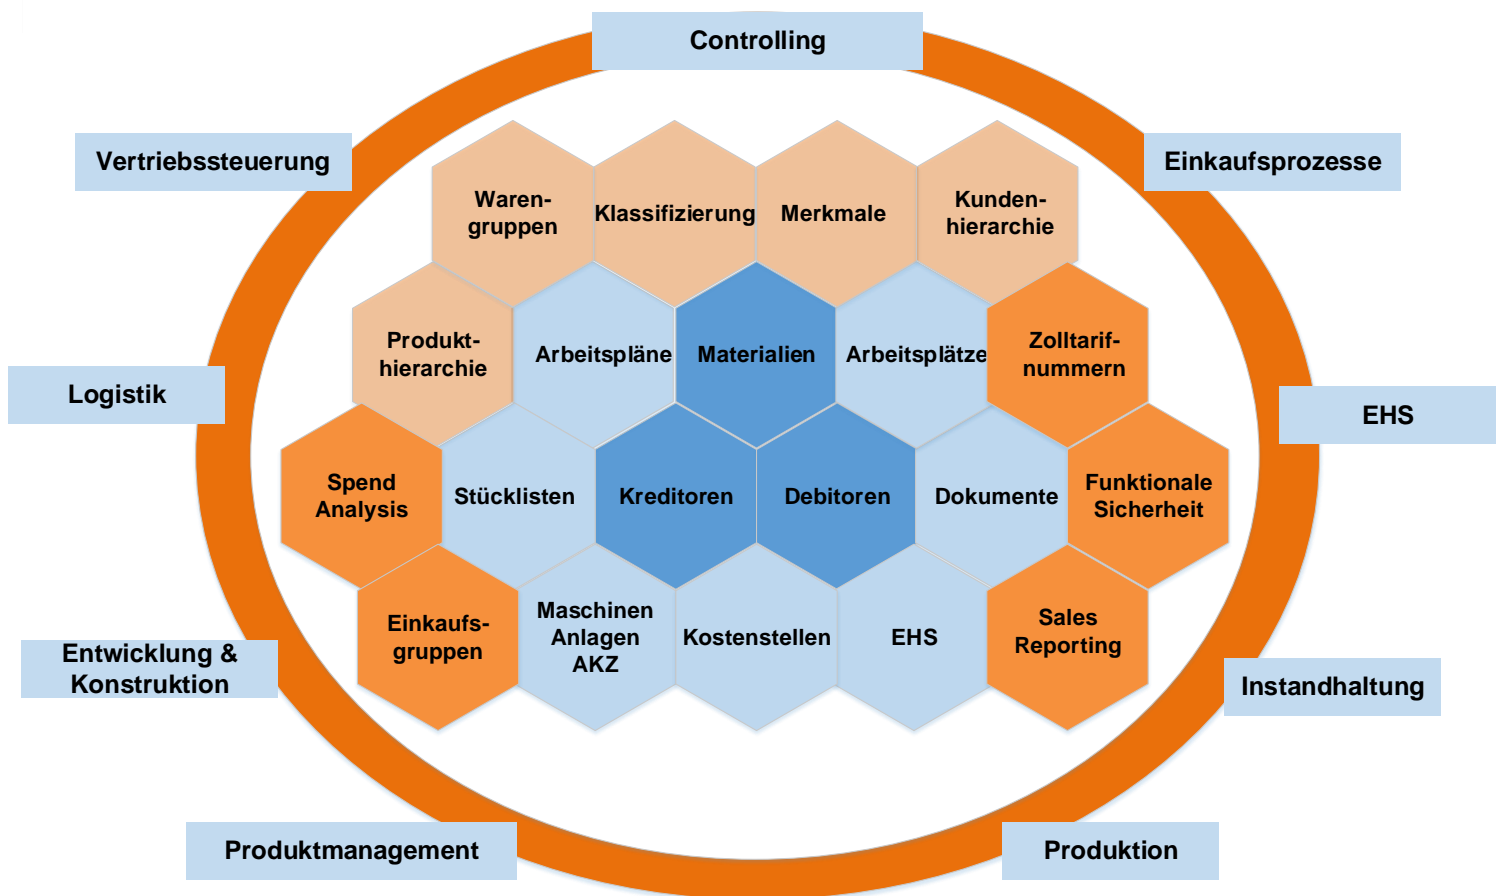 Controlling
Vertriebssteuerung
Einkaufsprozesse
Waren-
gruppen
Klassifizierung
Merkmale
Kunden-
hierarchie
Produkt-
hierarchie
Arbeitspläne
Materialien
Arbeitsplätze
Zolltarif-
nummern
Logistik
EHS
Spend
Analysis
Stücklisten
Kreditoren
Debitoren
Dokumente
Funktionale
Sicherheit
Einkaufs-
gruppen
Maschinen
Anlagen
AKZ
Kostenstellen
EHS
Sales
Reporting
Entwicklung &
Konstruktion
Instandhaltung
Produktmanagement
Produktion